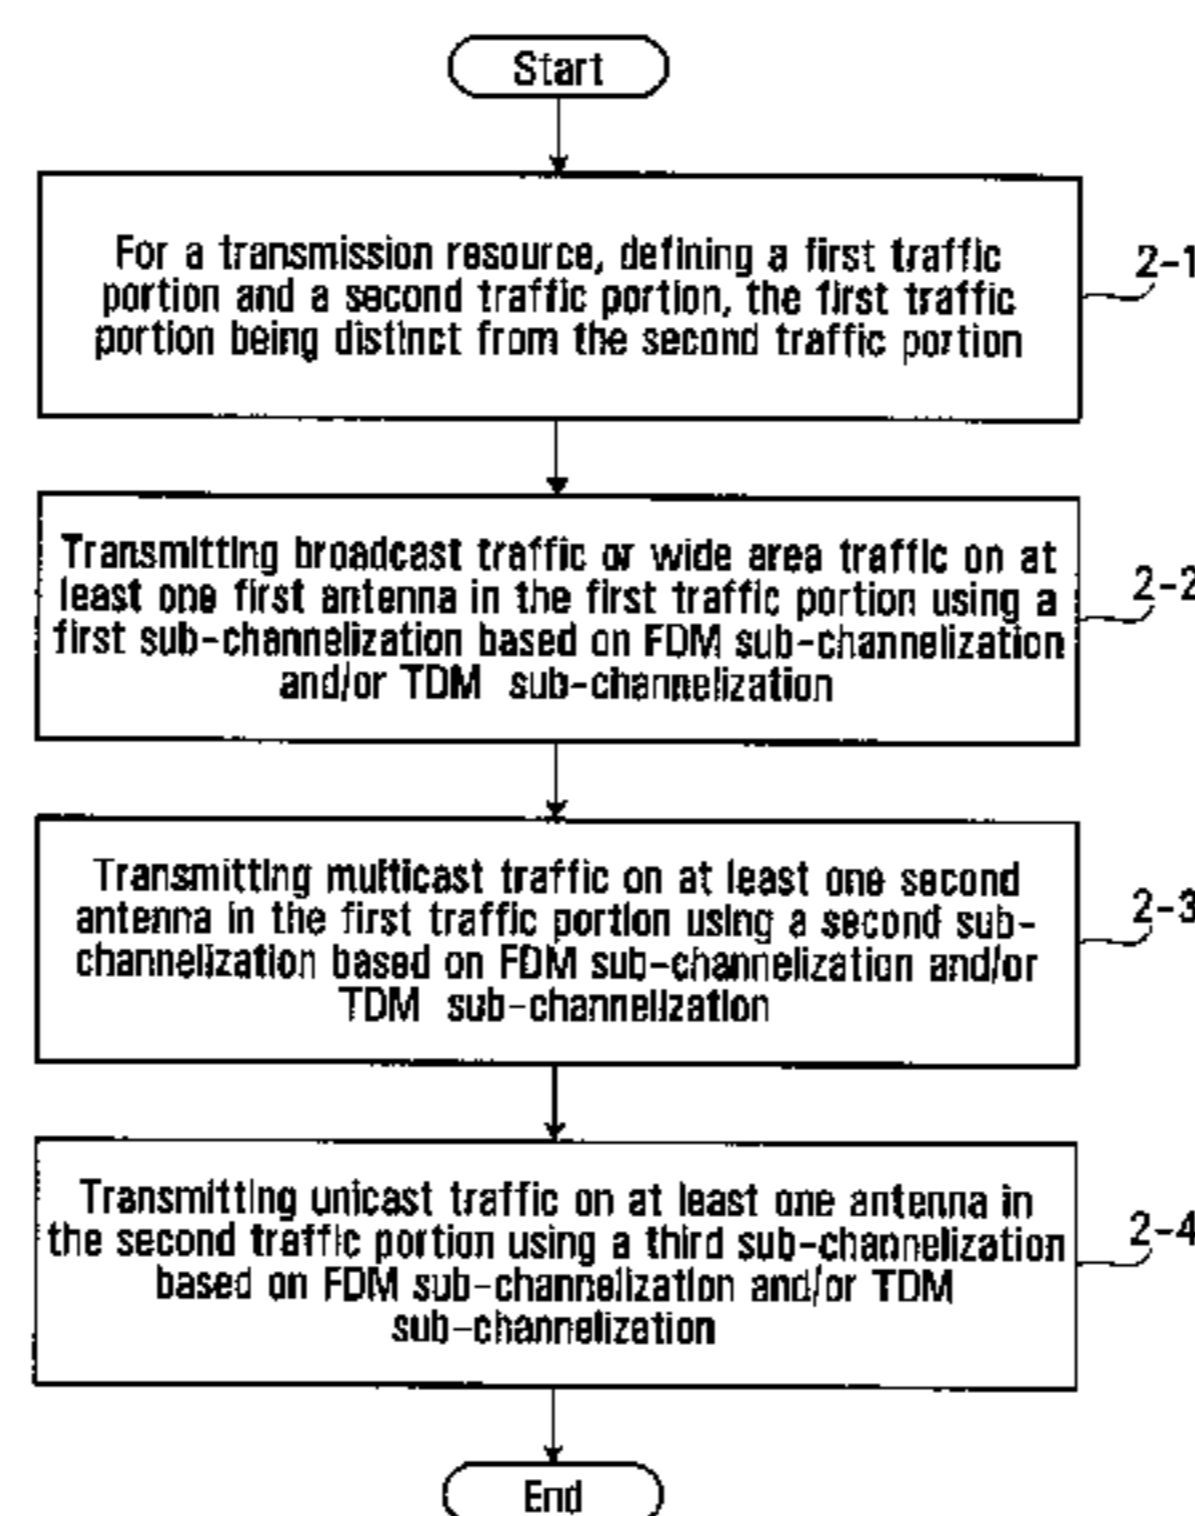 Start
For a transmission resource, defining a first traffic
portion and a second traffic portion, the first traffic
portion being distinct from the second traffic portion
2-1
Transmitting broadcast traffic or wide area traffic on at
least one first antenna in the first traffic portion using a
first sub-channelization based on FDM sub-channelization
and/or TDM sub-channelization
2-2
Transmitting multicast traffic on at least one second
antenna in the first traffic portion using a second sub-
channelization based on FDM sub-channelization and/or
TDM sub-channelization
2-3
Transmitting unicast traffic on at least one antenna in
the second traffic portion using a third sub-channelization
based on FDM sub-channelization and/or TDM
sub-channelization
2-4
End